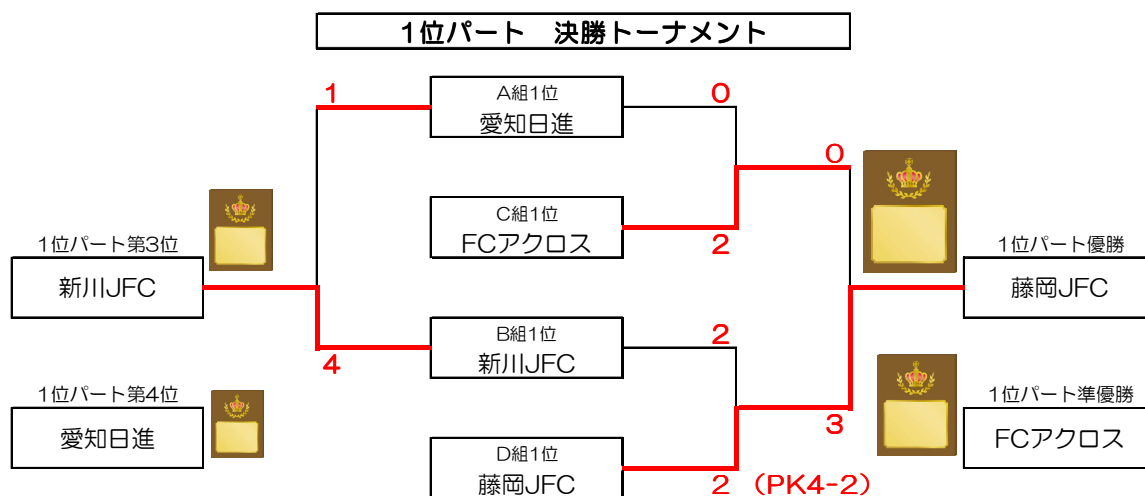 1位パート　決勝トーナメント
1
A組1位
愛知日進
0
0
C組1位
FCアクロス
2
1位パート第3位
新川JFC
1位パート優勝
藤岡JFC
4
B組1位
新川JFC
2
1位パート第4位
愛知日進
3
1位パート準優勝
FCアクロス
D組1位
藤岡JFC
2 （PK4-2）